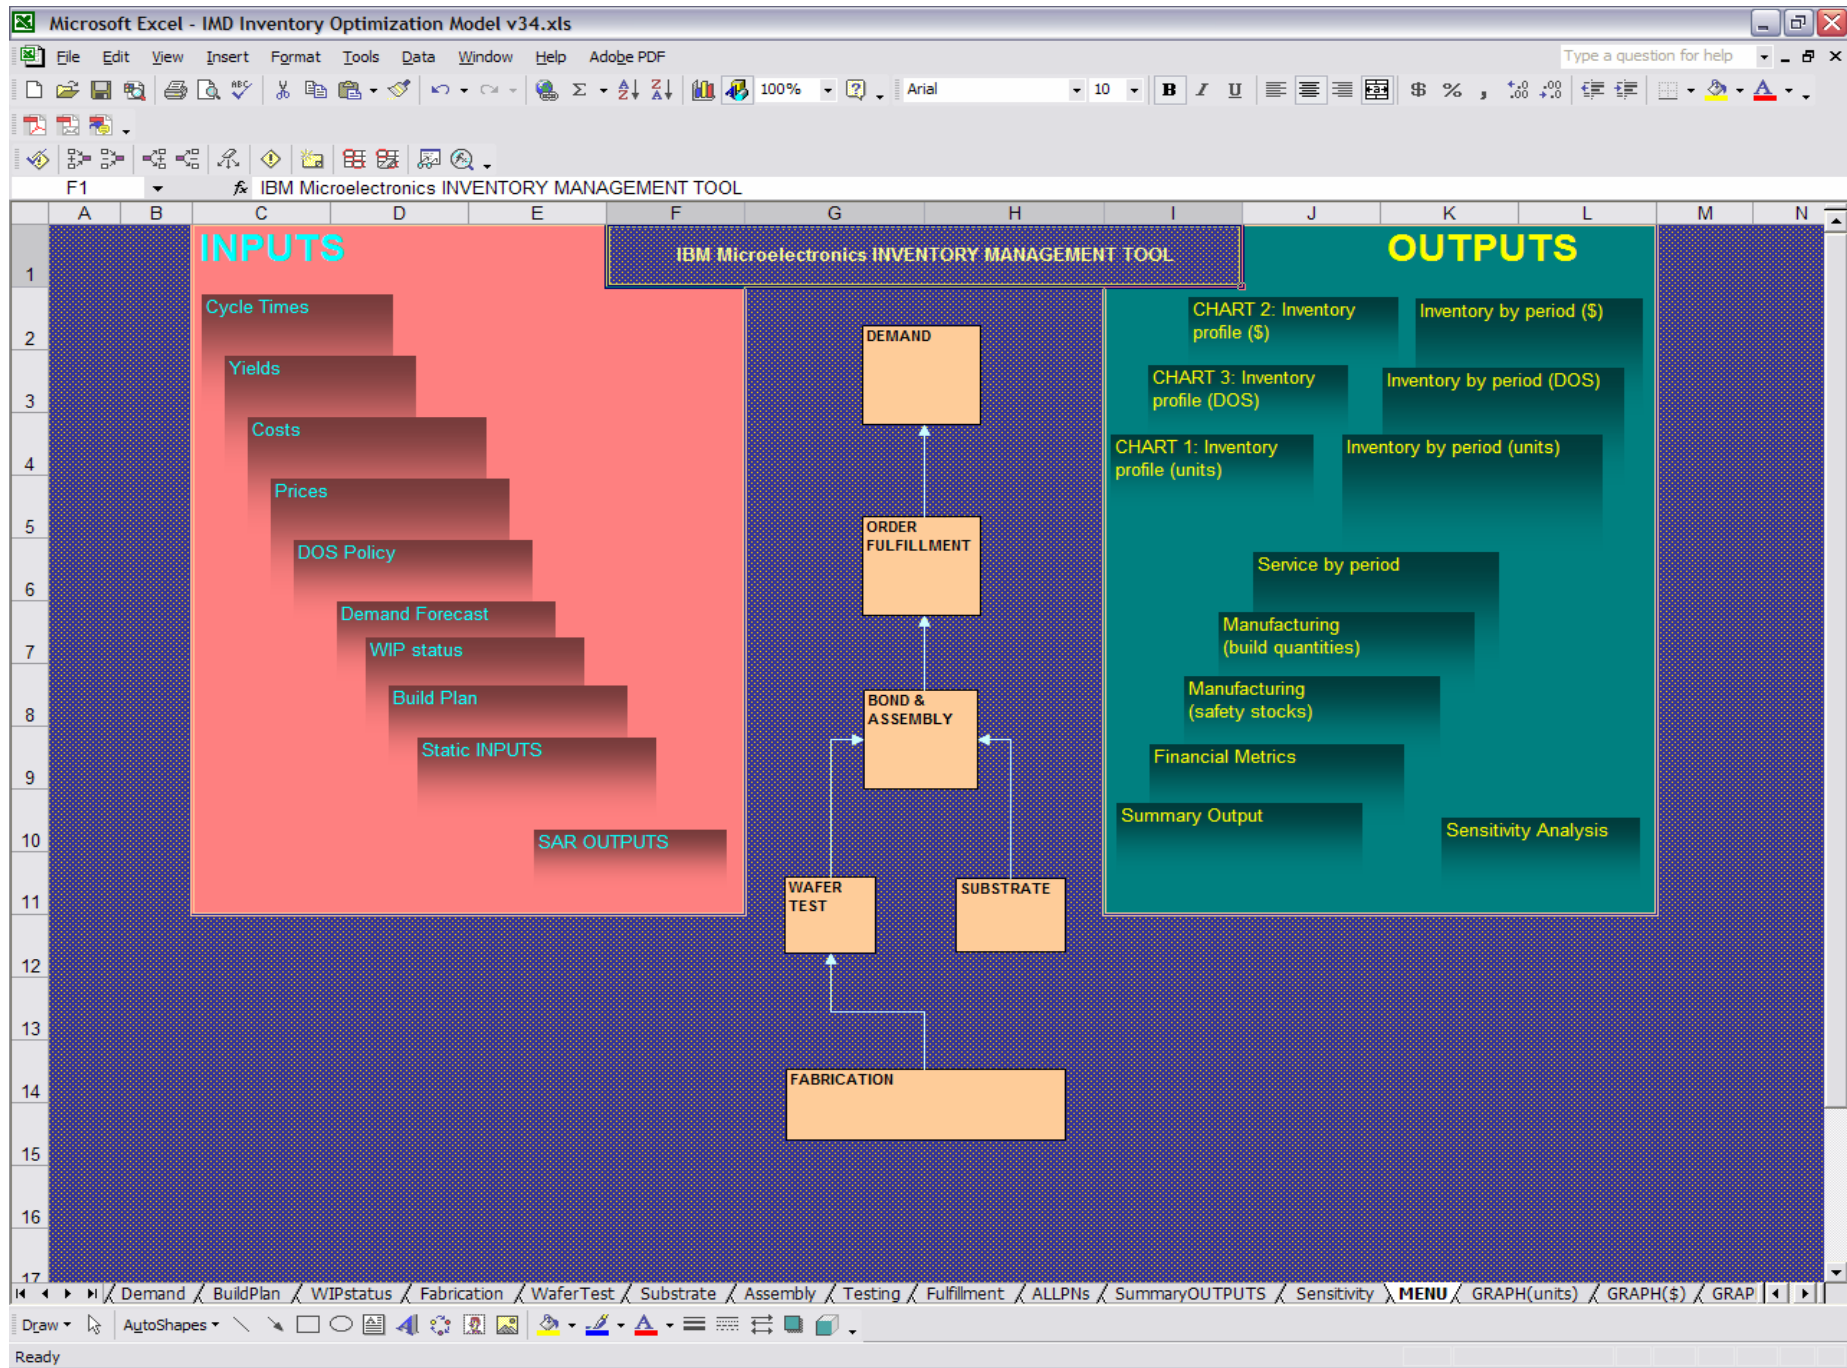 Microsoft Excel - IMD Inventory Optimization Model v34.xls
File Edit View Insert Format Tools Data Window Help Adobe PDF
Type a question for help
100%
Arial
10
B I U
$ % ,
F1
fx IBM Microelectronics INVENTORY MANAGEMENT TOOL
A B C D E F G H I J K L M N
1
2
3
4
5
6
7
8
9
10
11
12
13
14
15
16
17
INPUTS
Cycle Times
Yields
Costs
Prices
DOS Policy
Demand Forecast
WIP status
Build Plan
Static INPUTS
SAR OUTPUTS
IBM Microelectronics INVENTORY MANAGEMENT TOOL
DEMAND
ORDER
FULFILLMENT
BOND &
ASSEMBLY
WAFER
TEST
SUBSTRATE
FABRICATION
OUTPUTS
CHART 2: Inventory
profile ($)
Inventory by period ($)
CHART 3: Inventory
profile (DOS)
Inventory by period (DOS)
CHART 1: Inventory
profile (units)
Inventory by period (units)
Service by period
Manufacturing
(build quantities)
Manufacturing
(safety stocks)
Financial Metrics
Summary Output
Sensitivity Analysis
Demand / BuildPlan / WIPstatus / Fabrication / WaferTest / Substrate / Assembly / Testing / Fulfillment / ALLPNs / SummaryOUTPUTS / Sensitivity \ MENU / GRAPH(units) / GRAPH($) / GRAP
Draw AutoShapes
Ready